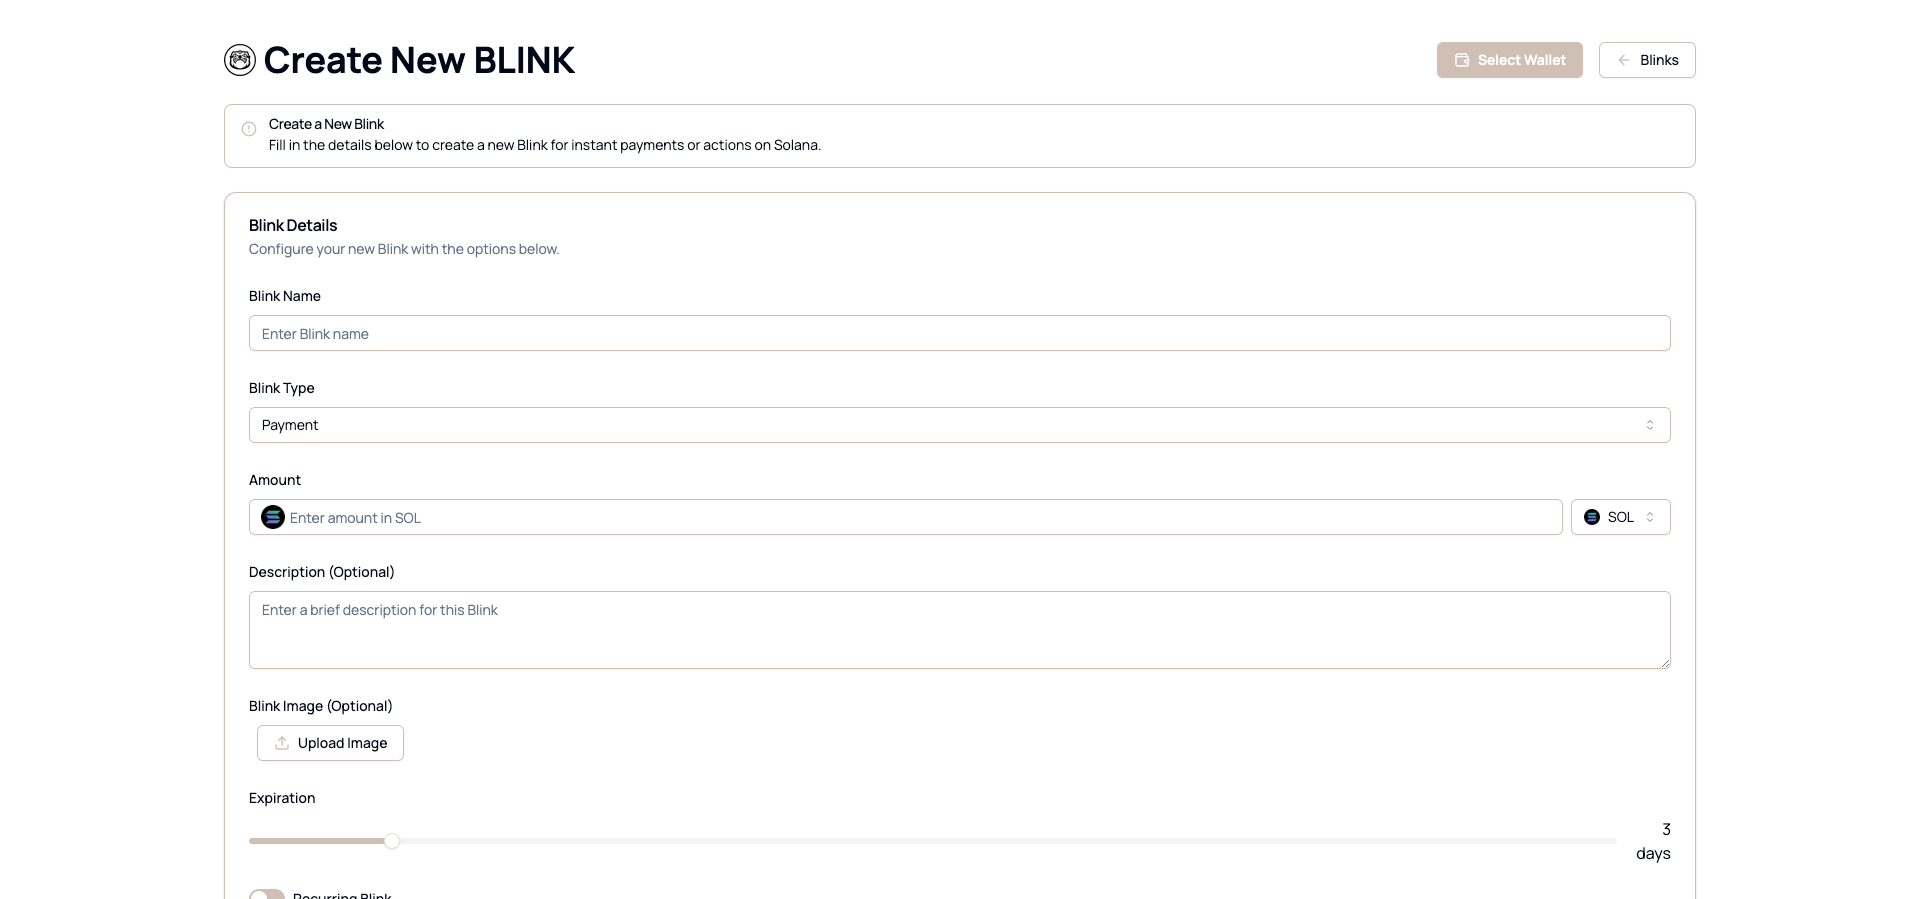 Create New BLINK
Select Wallet
Blinks
Create a New Blink
Fill in the details below to create a new Blink for instant payments or actions on Solana.
Blink Details
Configure your new Blink with the options below.
Blink Name
Enter Blink name
Blink Type
Payment
Amount
Enter amount in SOL
SOL
Description (Optional)
Enter a brief description for this Blink
Blink Image (Optional)
Upload Image
Expiration
3
days
Recurring Blink